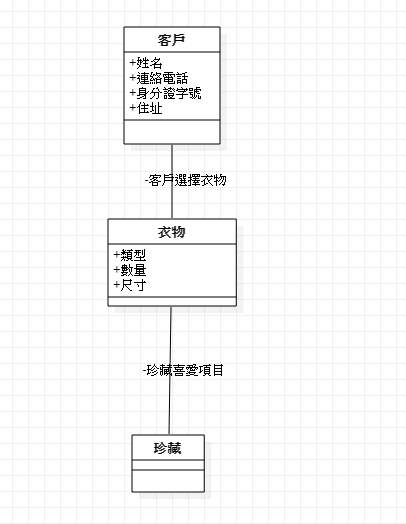 客戶
+姓名
+連絡電話
+身分證字號
+住址
-客戶選擇衣物
衣物
+類型
+數量
+尺寸
-珍藏喜愛項目
珍藏